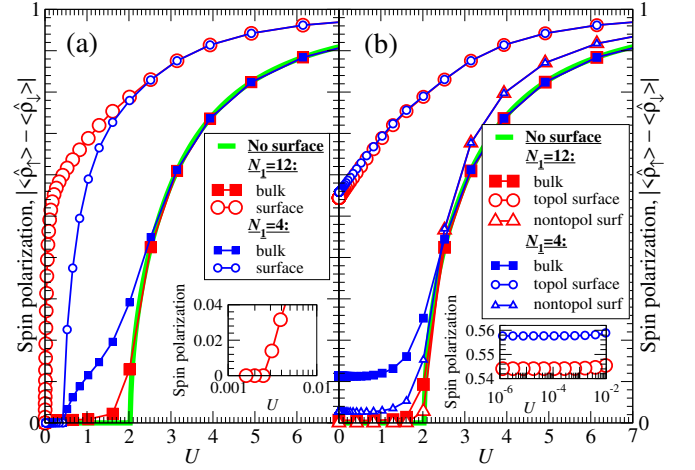 1
(a)
(b)
1
Spin polarization, |<ρ̂↑> − <ρ̂↓>|
No surface
N₁=12:
bulk
surface
N₁=4:
bulk
surface
No surface
N₁=12:
bulk
topol surface
nontopol surf
N₁=4:
bulk
topol surface
nontopol surf
Spin polarization, |<ρ̂↑> − <ρ̂↓>|
Spin polarization
0.04
0.02
0
0.001
0.01
U
Spin polarization
0.56
0.55
0.54
10⁻⁶
10⁻⁴
10⁻²
U
0
0
0 1 2 3 4 5 6 0 1 2 3 4 5 6 7
U
U